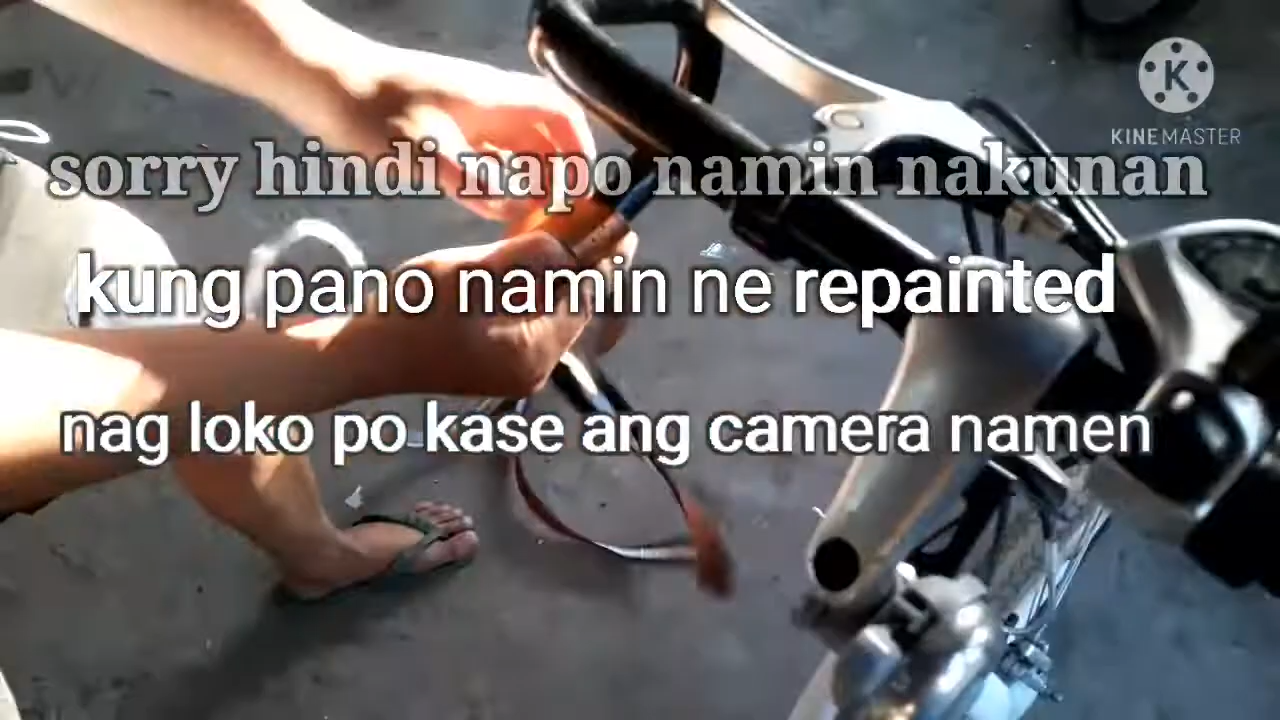 K
KINEMASTER
sorry hindi napo namin nakunan
kung pano namin ne repainted
nag loko po kase ang camera namen